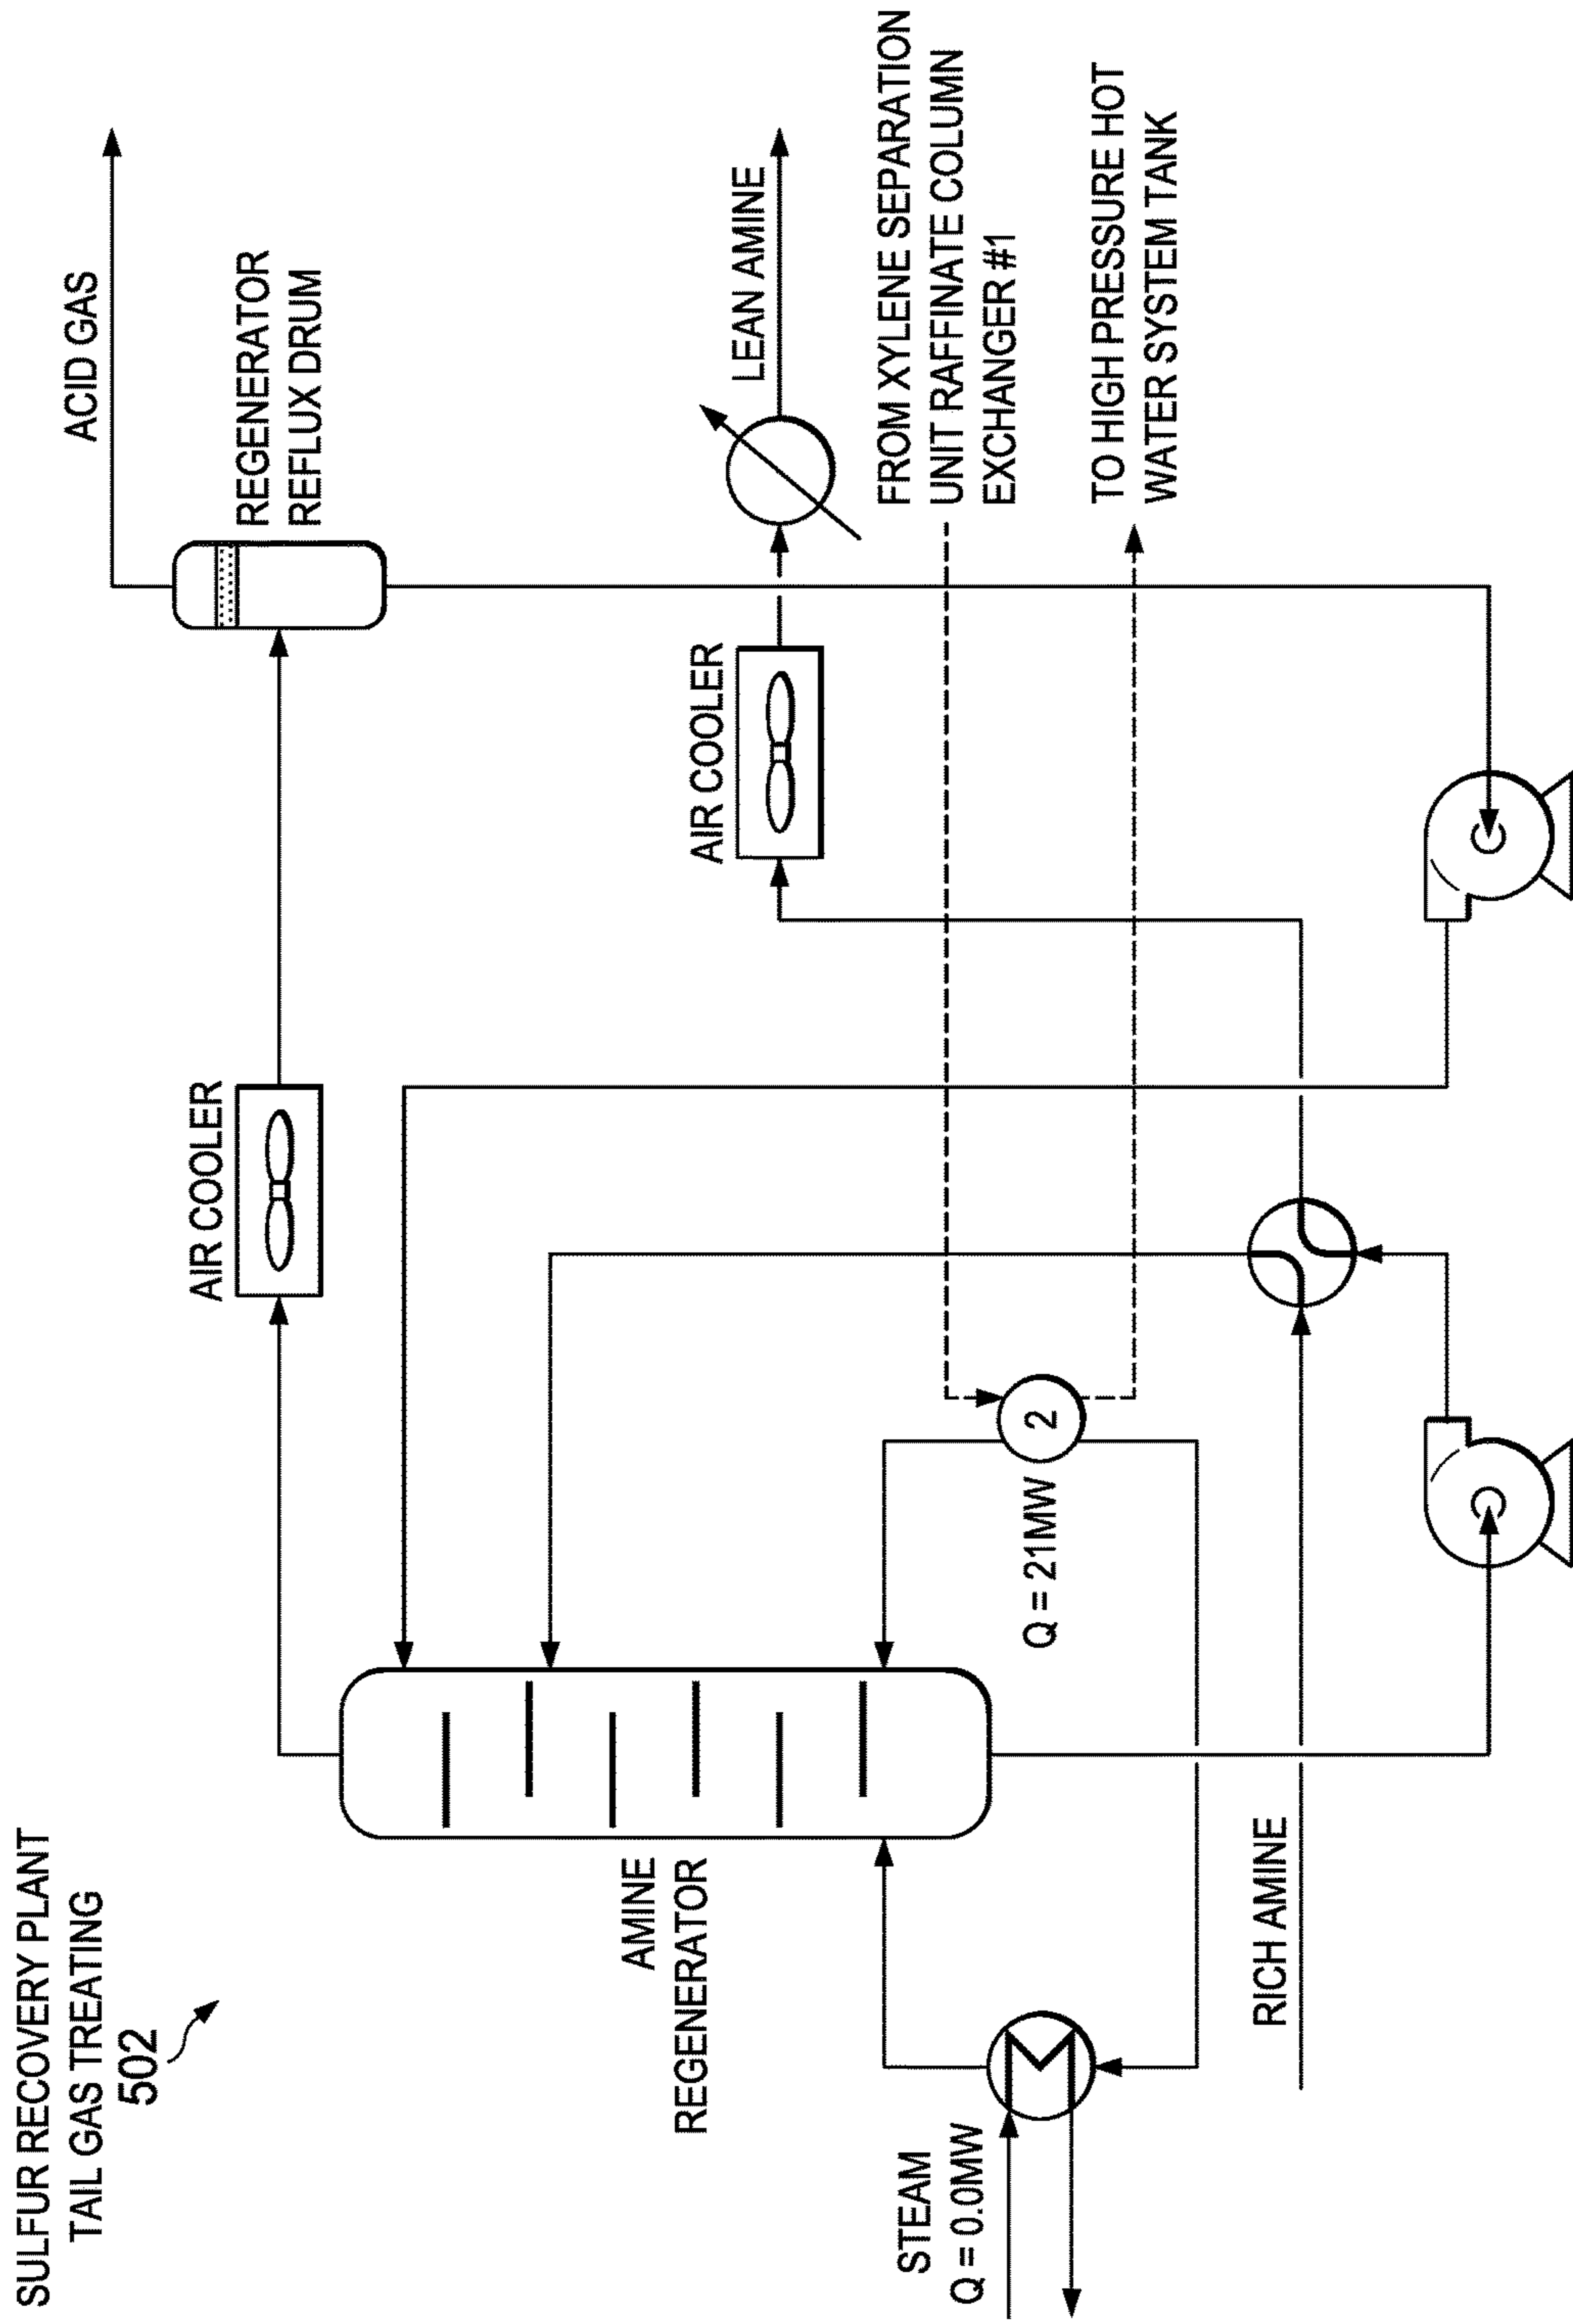 SULFUR RECOVERY PLANT
TAIL GAS TREATING
502
ACID GAS
REGENERATOR
REFLUX DRUM
AIR COOLER
AIR COOLER
LEAN AMINE
FROM XYLENE SEPARATION
UNIT RAFFINATE COLUMN
EXCHANGER #1
TO HIGH PRESSURE HOT
WATER SYSTEM TANK
AMINE
REGENERATOR
2
Q = 21MW
STEAM
Q = 0.0MW
RICH AMINE